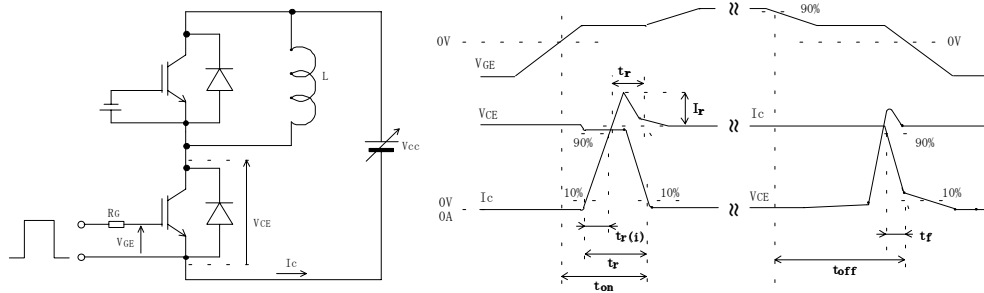 L
Vcc
RG
VGE
VCE
Ic
0V
VGE
90%
0V
tr
Ir
VCE
90%
Ic
90%
10%
10%
0V
0A
Ic
VCE
10%
tr(i)
tr
ton
tf
toff